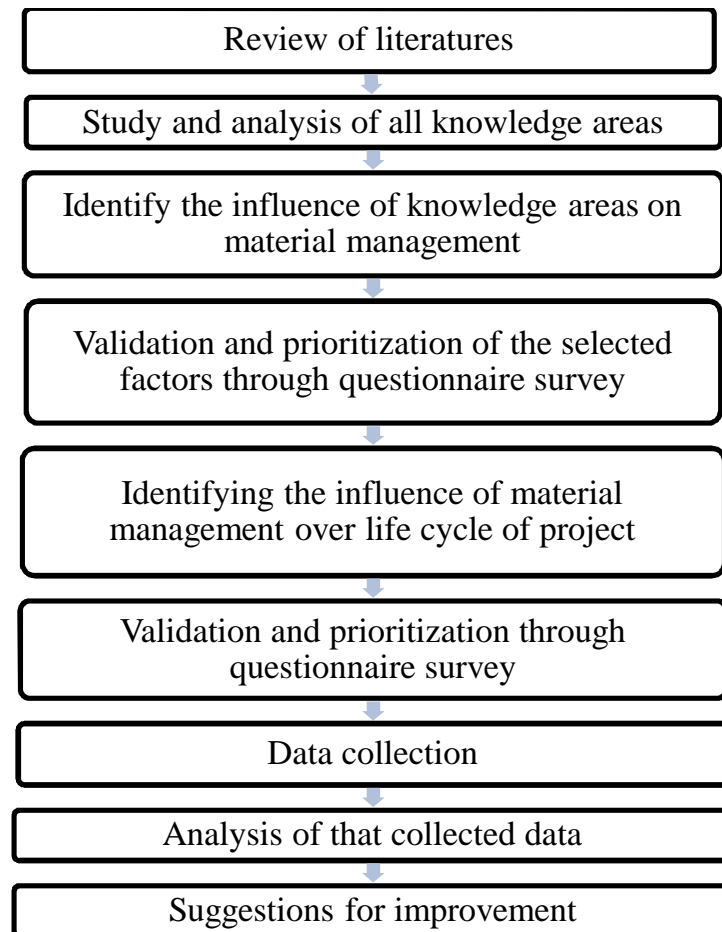 Review of literatures
Study and analysis of all knowledge areas
Identify the influence of knowledge areas on
material management
Validation and prioritization of the selected
factors through questionnaire survey
Identifying the influence of material
management over life cycle of project
Validation and prioritization through
questionnaire survey
Data collection
Analysis of that collected data
Suggestions for improvement